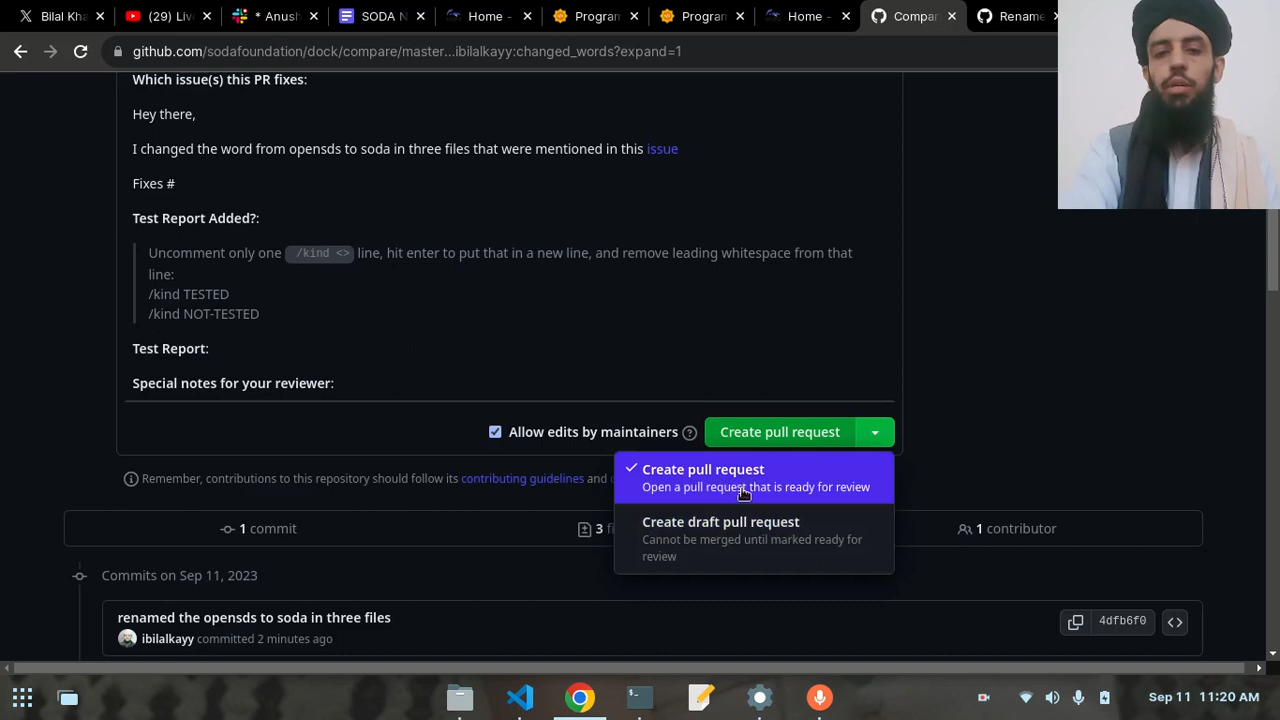 Bilal Kha
(29) Liv
* Anush
SODA N
Home -
Program
Program
Home -
Compar
Rename
github.com/sodafoundation/dock/compare/master...ibilalkayy:changed_words?expand=1
Which issue(s) this PR fixes:
Hey there,
I changed the word from opensds to soda in three files that were mentioned in this issue
Fixes #
Test Report Added?:
Uncomment only one /kind <> line, hit enter to put that in a new line, and remove leading whitespace from that
line:
/kind TESTED
/kind NOT-TESTED
Test Report:
Special notes for your reviewer:
Allow edits by maintainers
Create pull request
Create pull request
Open a pull request that is ready for review
Remember, contributions to this repository should follow its contributing guidelines and
Create draft pull request
Cannot be merged until marked ready for
review
1 commit
3 fi
1 contributor
Commits on Sep 11, 2023
renamed the opensds to soda in three files
4dfb6f0
ibilalkayy committed 2 minutes ago
Sep 11 11:20 AM